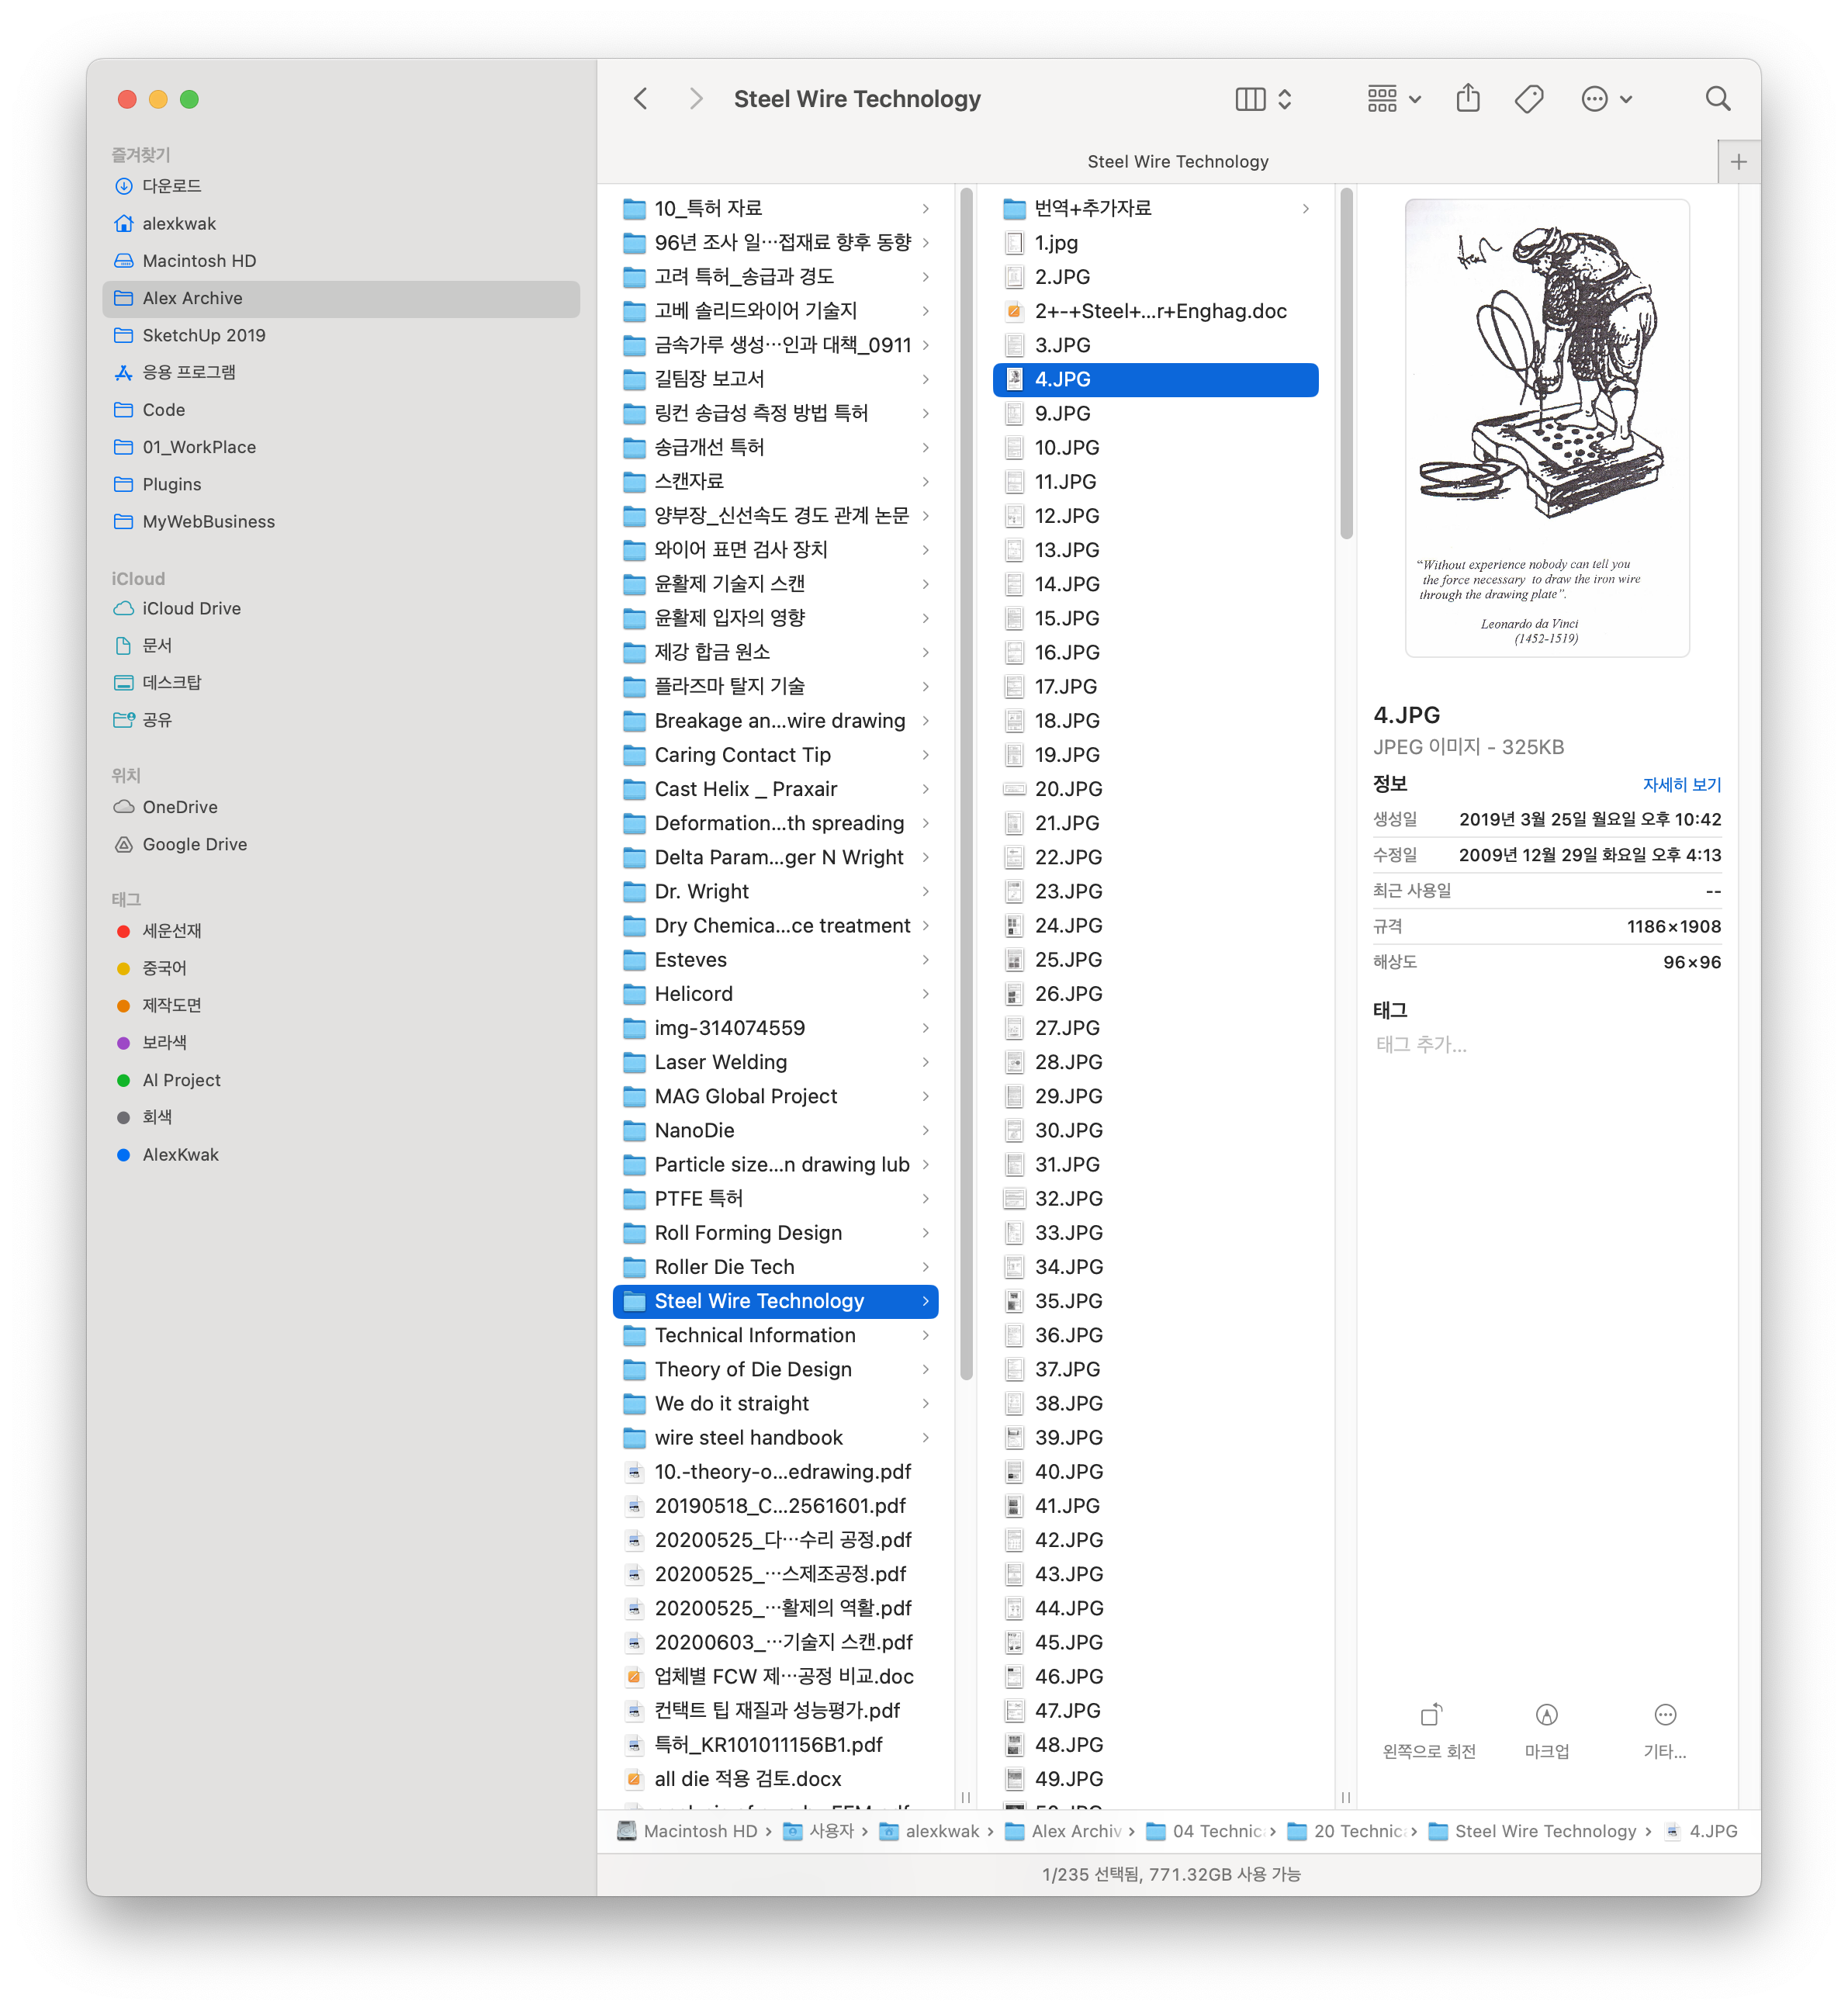 Steel Wire Technology
Steel Wire Technology
즐겨찾기
다운로드
alexkwak
Macintosh HD
Alex Archive
SketchUp 2019
응용 프로그램
Code
01_WorkPlace
Plugins
MyWebBusiness
iCloud
iCloud Drive
문서
데스크탑
공유
위치
OneDrive
Google Drive
태그
세운선재
중국어
제작도면
보라색
AI Project
회색
AlexKwak
10_특허 자료
96년 조사 일…접재료 향후 동향
고려 특허_송급과 경도
고베 솔리드와이어 기술지
금속가루 생성…인과 대책_0911
길팀장 보고서
링컨 송급성 측정 방법 특허
송급개선 특허
스캔자료
양부장_신선속도 경도 관계 논문
와이어 표면 검사 장치
윤활제 기술지 스캔
윤활제 입자의 영향
제강 합금 원소
플라즈마 탈지 기술
Breakage an...wire drawing
Caring Contact Tip
Cast Helix _ Praxair
Deformation...th spreading
Delta Param...ger N Wright
Dr. Wright
Dry Chemica...ce treatment
Esteves
Helicord
img-314074559
Laser Welding
MAG Global Project
NanoDie
Particle size...n drawing lub
PTFE 특허
Roll Forming Design
Roller Die Tech
Steel Wire Technology
Technical Information
Theory of Die Design
We do it straight
wire steel handbook
10.-theory-o...edrawing.pdf
20190518_C...2561601.pdf
20200525_다…수리 공정.pdf
20200525_…스제조공정.pdf
20200525_…활제의 역활.pdf
20200603_…기술지 스캔.pdf
업체별 FCW 제…공정 비교.doc
컨택트 팁 재질과 성능평가.pdf
특허_KR101011156B1.pdf
all die 적용 검토.docx
번역+추가자료
1.jpg
2.JPG
2+-+Steel+...r+Enghag.doc
3.JPG
4.JPG
9.JPG
10.JPG
11.JPG
12.JPG
13.JPG
14.JPG
15.JPG
16.JPG
17.JPG
18.JPG
19.JPG
20.JPG
21.JPG
22.JPG
23.JPG
24.JPG
25.JPG
26.JPG
27.JPG
28.JPG
29.JPG
30.JPG
31.JPG
32.JPG
33.JPG
34.JPG
35.JPG
36.JPG
37.JPG
38.JPG
39.JPG
40.JPG
41.JPG
42.JPG
43.JPG
44.JPG
45.JPG
46.JPG
47.JPG
48.JPG
49.JPG
“Without experience nobody can tell you
the force necessary to draw the iron wire
through the drawing plate”.
Leonardo da Vinci
(1452-1519)
4.JPG
JPEG 이미지 - 325KB
정보 자세히 보기
생성일 2019년 3월 25일 월요일 오후 10:42
수정일 2009년 12월 29일 화요일 오후 4:13
최근 사용일 --
규격 1186×1908
해상도 96×96
태그
태그 추가...
왼쪽으로 회전 마크업 기타...
Macintosh HD › 사용자 › alexkwak › Alex Archiv › 04 Technic › 20 Technic › Steel Wire Technology › 4.JPG
1/235 선택됨, 771.32GB 사용 가능